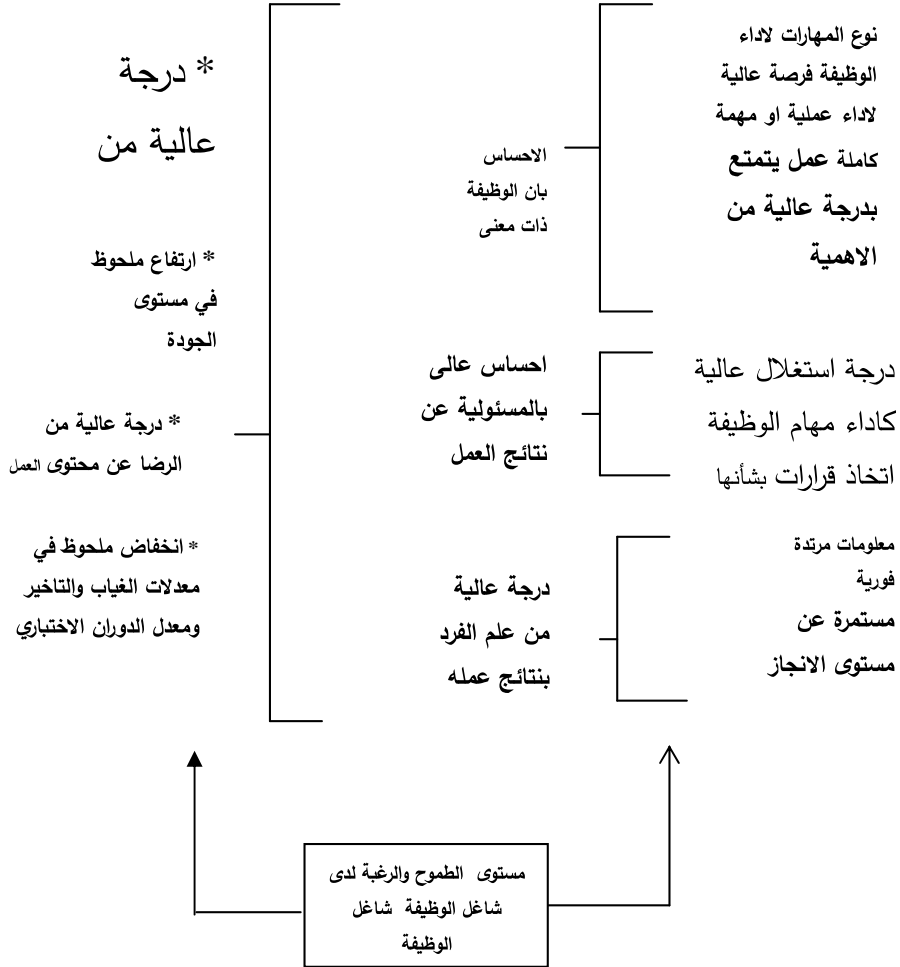 نوع المهارات لاداء
الوظيفة فرصة عالية
لاداء عملية او مهمة
كاملة عمل يتمتع
بدرجة عالية من
الاهمية
درجة استغلال عالية
كاداء مهام الوظيفة
اتخاذ قرارات بشأنها
معلومات مرتدة
فورية
مستمرة عن
مستوى الانجاز
الاحساس
بان الوظيفة
ذات معنى
احساس عالى
بالمسئولية عن
نتائج العمل
درجة عالية
من علم الفرد
بنتائج عمله
* درجة
عالية من
* ارتفاع ملحوظ
في مستوى
الجودة
* درجة عالية من
الرضا عن محتوى العمل
* انخفاض ملحوظ في
معدلات الغياب والتاخير
ومعدل الدوران الاختباري
مستوى الطموح والرغبة لدى
شاغل الوظيفة شاغل
الوظيفة